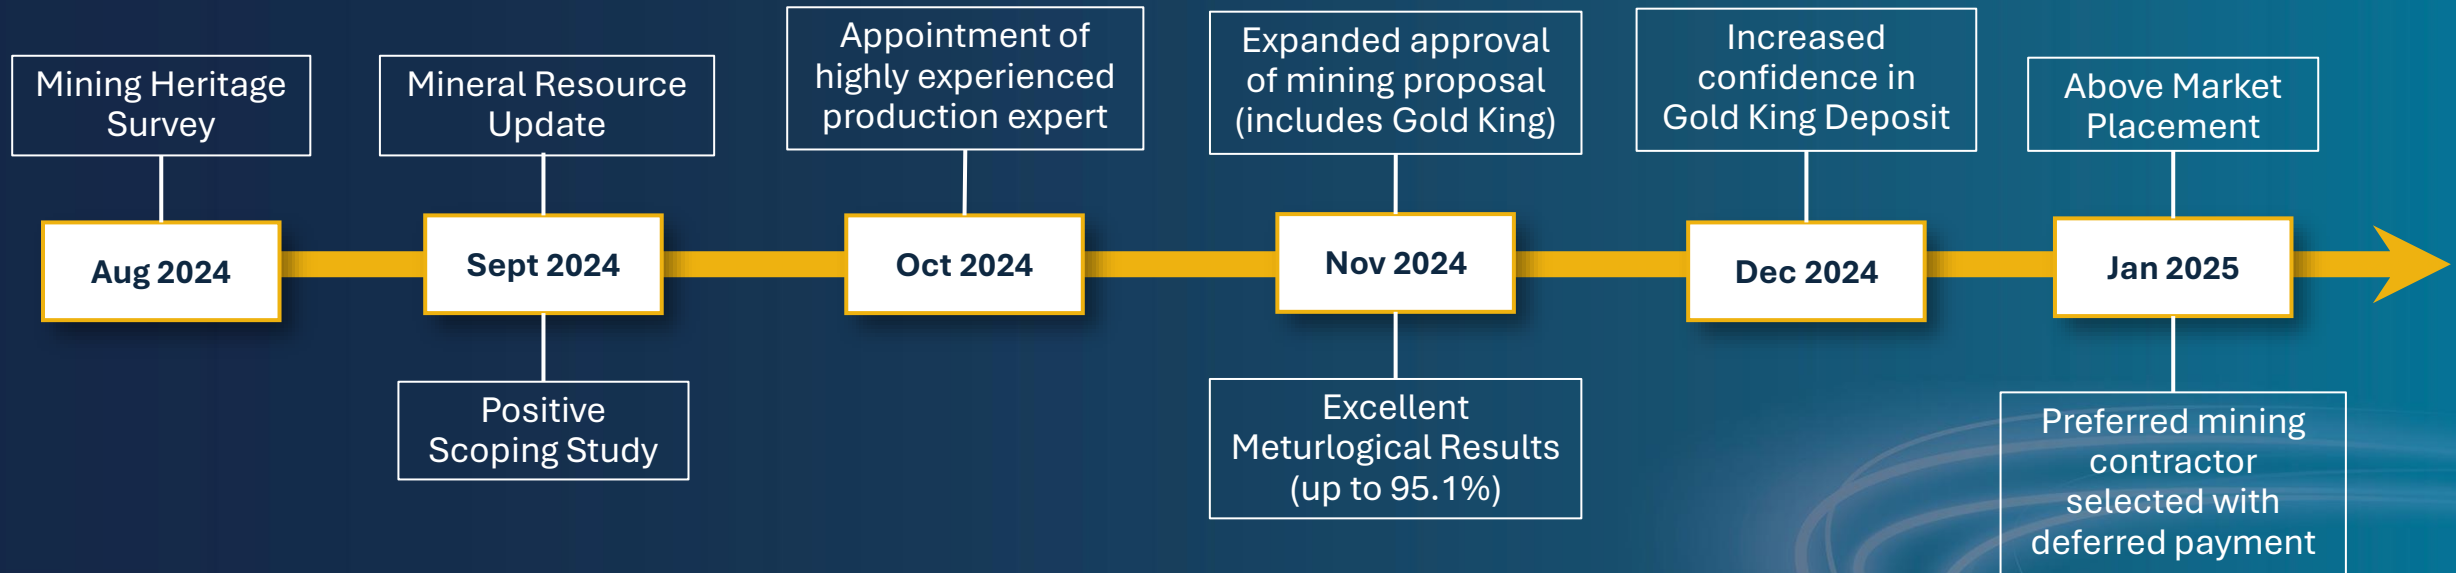 Mining Heritage
Survey
Mineral Resource
Update
Appointment of
highly experienced
production expert
Expanded approval
of mining proposal
(includes Gold King)
Increased
confidence in
Gold King Deposit
Above Market
Placement
Aug 2024
Sept 2024
Oct 2024
Nov 2024
Dec 2024
Jan 2025
Positive
Scoping Study
Excellent
Meturlogical Results
(up to 95.1%)
Preferred mining
contractor
selected with
deferred payment